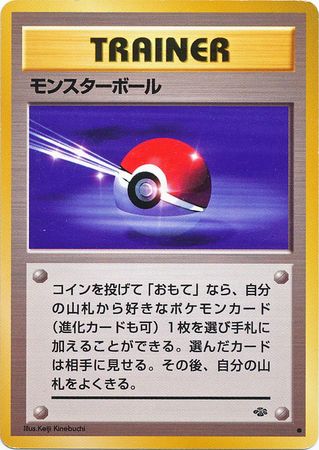 TRAINER
モンスターボール
コインを投げて「おもて」なら、自分
の山札から好きなポケモンカード
（進化カードも可）1枚を選び手札に
加えることができる。選んだカード
は相手に見せる。その後、自分の山
札をよくきる。
Illus.Keiji Kinebuchi